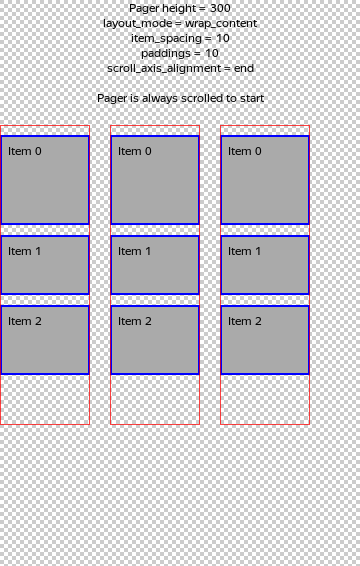 Pager height = 300
layout_mode = wrap_content
item_spacing = 10
paddings = 10
scroll_axis_alignment = end
Pager is always scrolled to start
Item 0
Item 0
Item 0
Item 1
Item 1
Item 1
Item 2
Item 2
Item 2